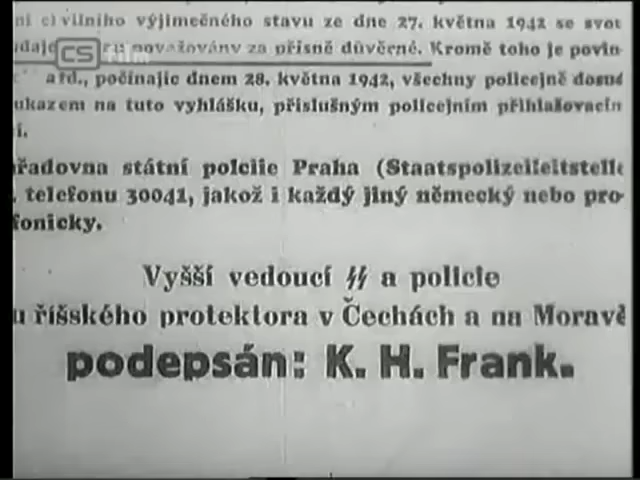 ní civilního výjimečného stavu ze dne 27. května 1942 se svou
považovány za přísně důvěrné. Kromě toho je povin
atd., počínajíc dnem 28. května 1942, všechny policejně dosud
ukazem na tuto vyhlášku, příslušným policejním přihlašovacím
í.
řadovna státní policie Praha (Staatspolizeileitstelle
telefonu 30041, jakož i každý jiný německý nebo pro-
fonicky.
Vyšší vedoucí SS a policie
u říšského protektora v Čechách a na Moravě
podepsán: K. H. Frank.
CS film